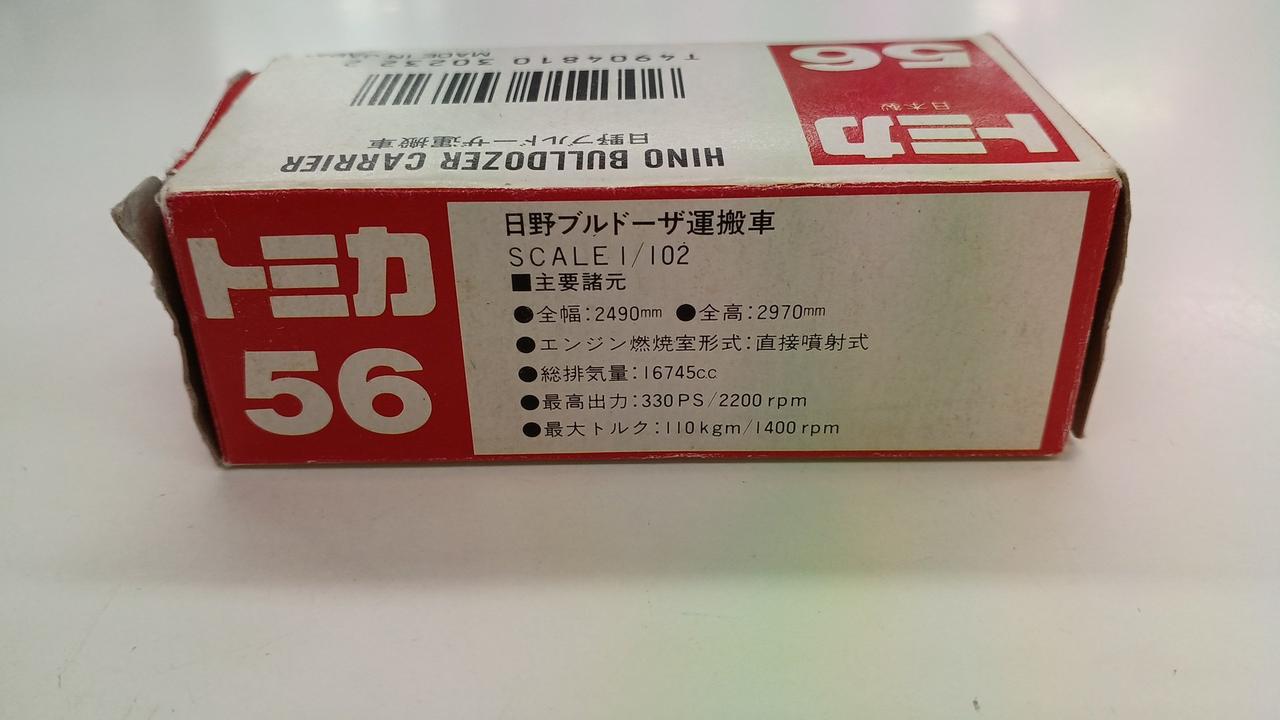 トミカ
56
日野ブルドーザ運搬車
SCALE 1/102
■主要諸元
●全幅:2490mm ●全高:2970mm
●エンジン燃焼室形式:直接噴射式
●総排気量:16745cc
●最高出力:330PS/2200rpm
●最大トルク:110kgm/1400rpm
トミカ
日本製
56
HINO BULLDOZER CARRIER
日野ブルドーザ運搬車
T4904810 302322
MADE IN Japan